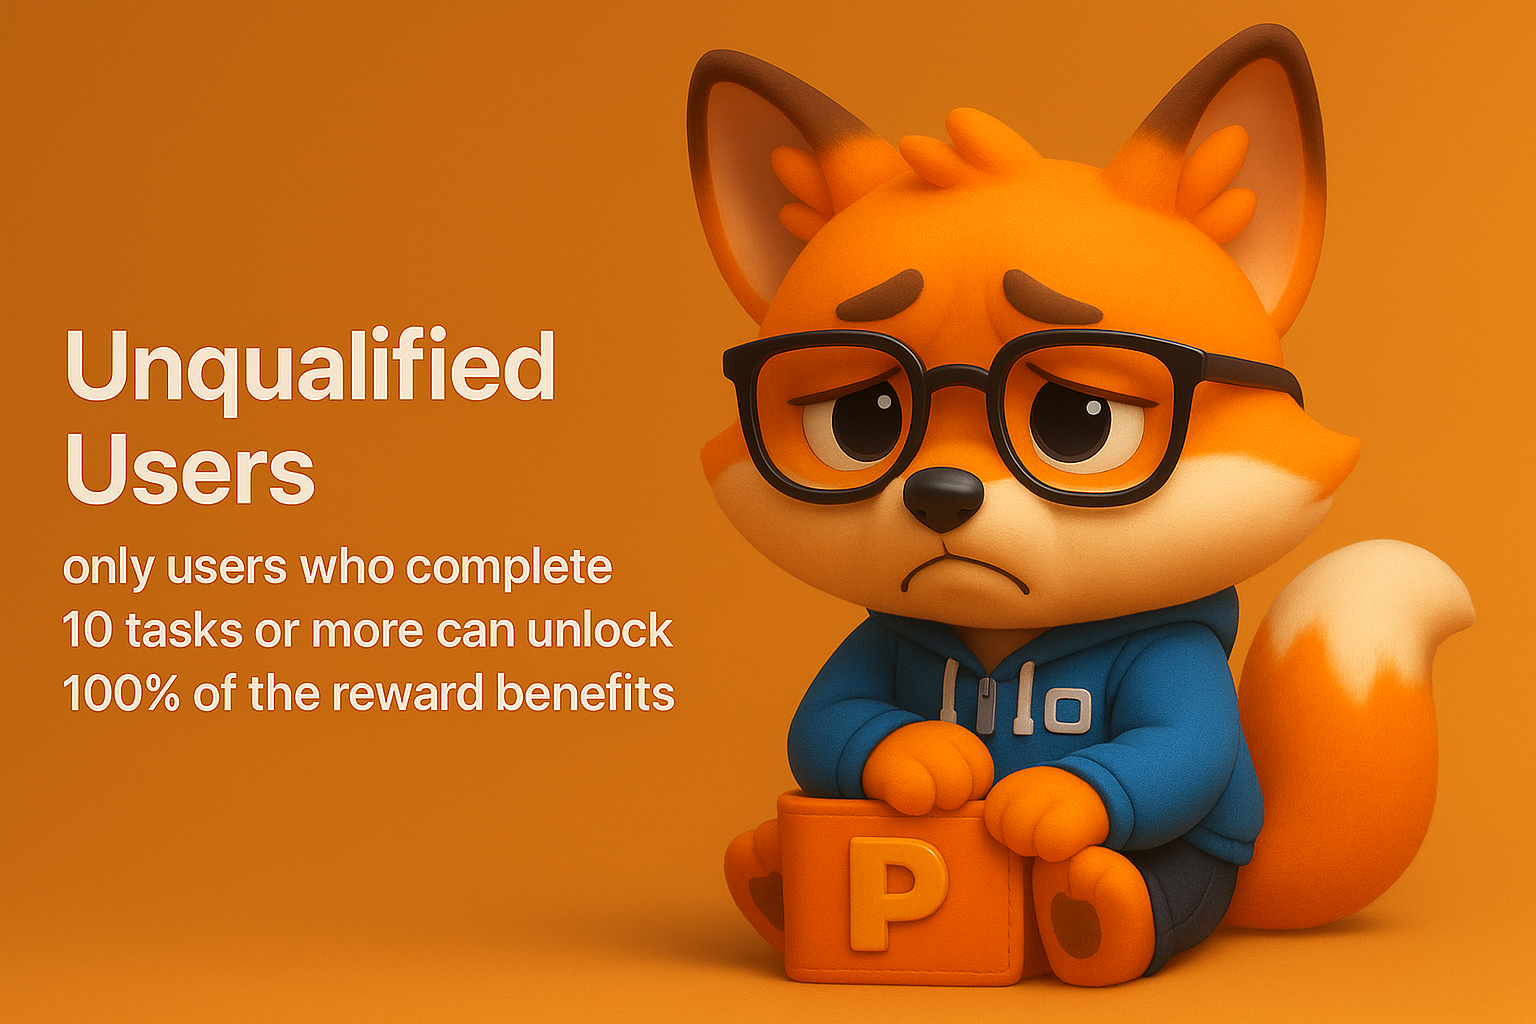 Unqualified
Users
only users who complete
10 tasks or more can unlock
100% of the reward benefits
P